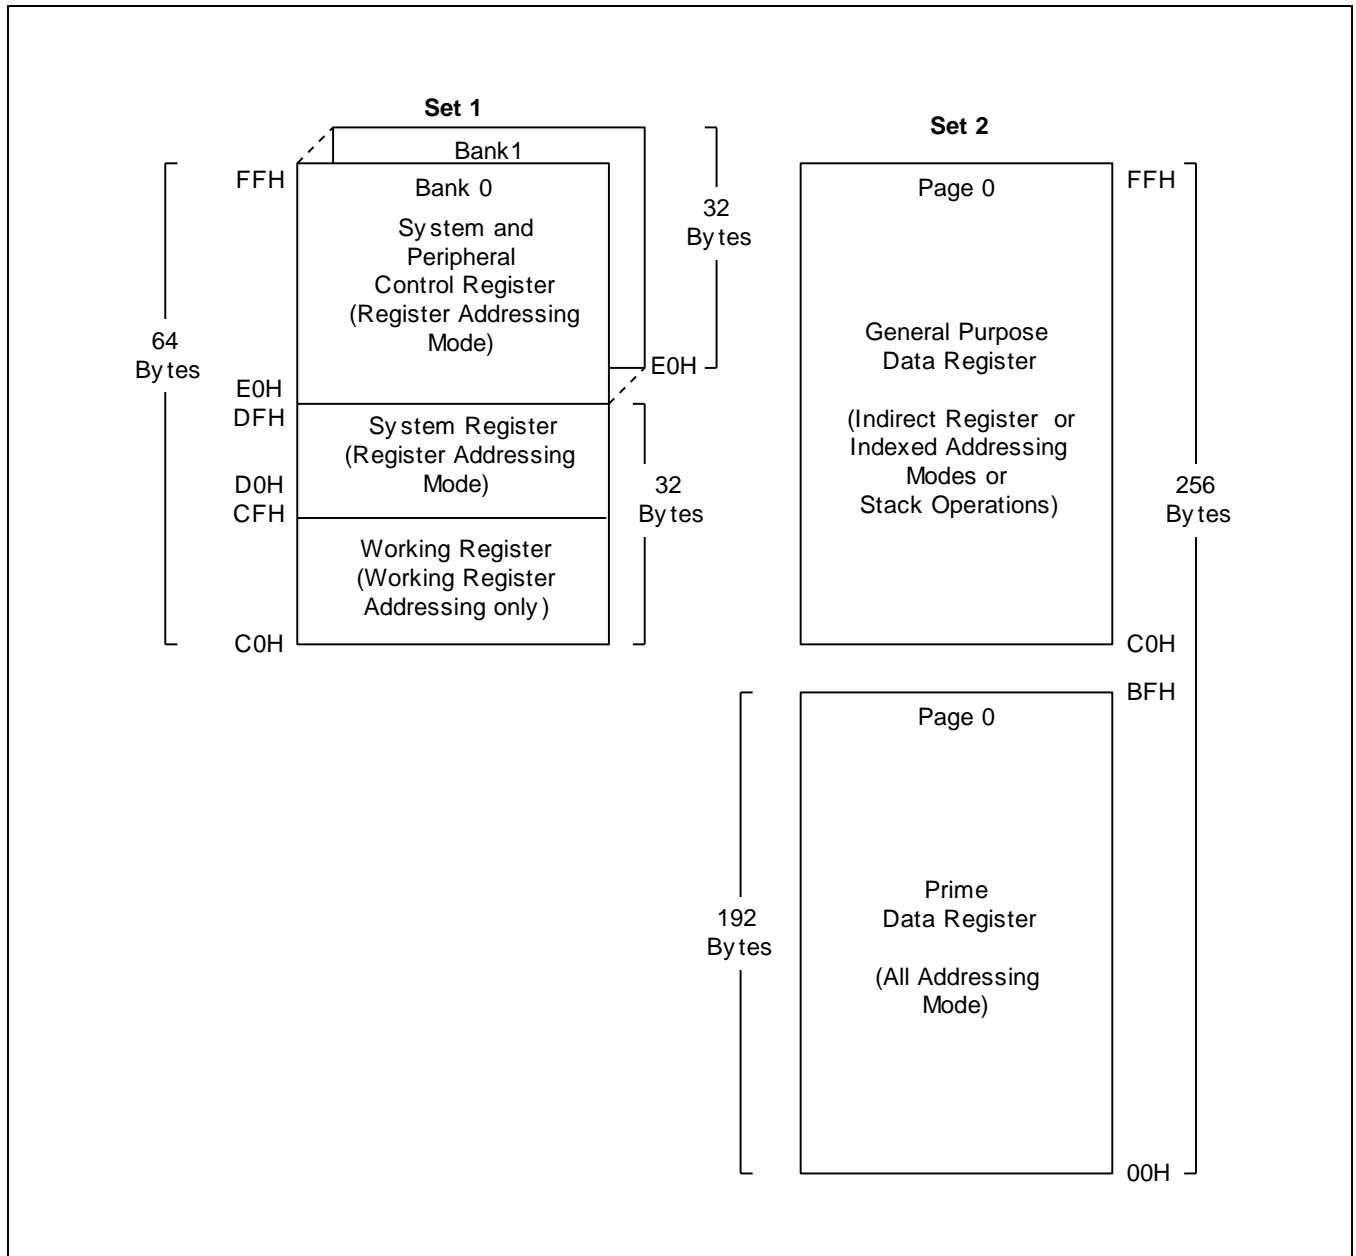 Set 1
Bank1
FFH
Bank 0
System and
Peripheral
Control Register
(Register Addressing
Mode)
32
Bytes
64
Bytes
E0H
E0H
DFH
System Register
(Register Addressing
Mode)
D0H
CFH
32
Bytes
Working Register
(Working Register
Addressing only)
C0H
Set 2
Page 0
FFH
General Purpose
Data Register
(Indirect Register or
Indexed Addressing
Modes or
Stack Operations)
256
Bytes
C0H
BFH
Page 0
192
Bytes
Prime
Data Register
(All Addressing
Mode)
00H